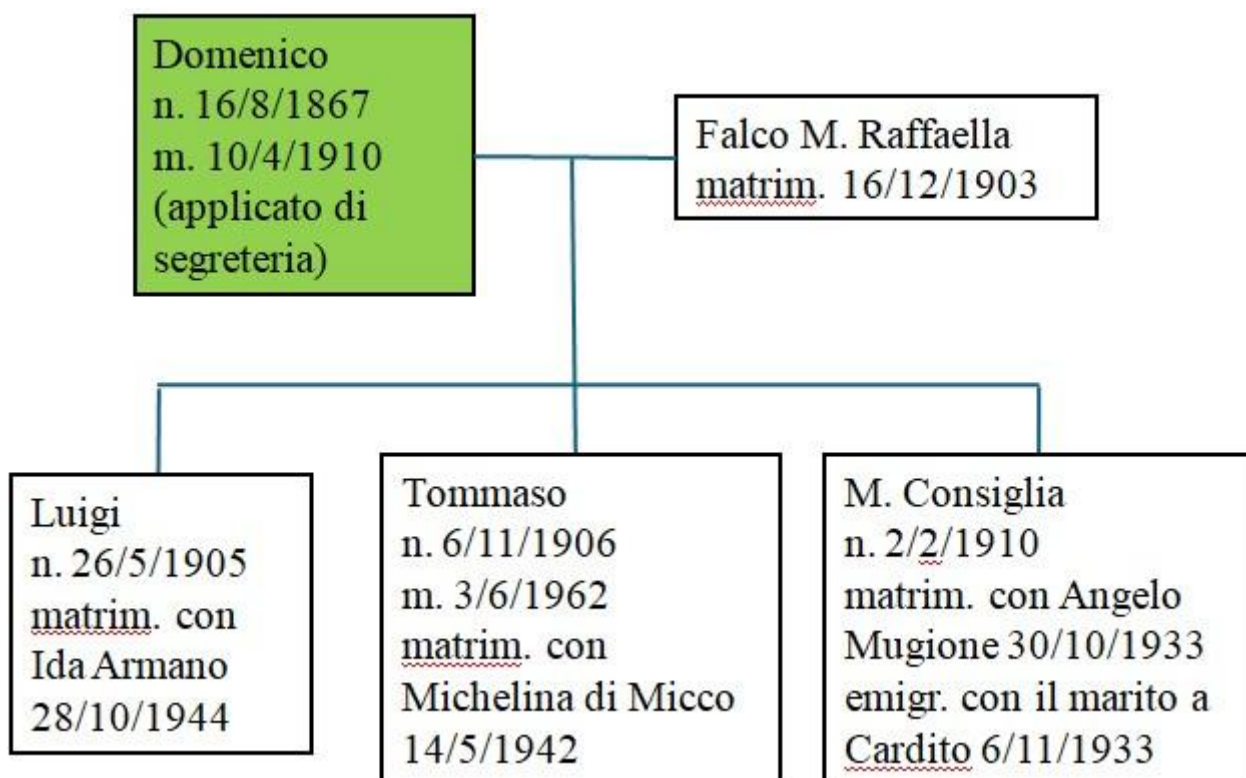 Domenico
n. 16/8/1867
m. 10/4/1910
(applicato di
segreteria)
Falco M. Raffaella
matrim. 16/12/1903
Luigi
n. 26/5/1905
matrim. con
Ida Armano
28/10/1944
Tommaso
n. 6/11/1906
m. 3/6/1962
matrim. con
Michelina di Micco
14/5/1942
M. Consiglia
n. 2/2/1910
matrim. con Angelo
Mugione 30/10/1933
emigr. con il marito a
Cardito 6/11/1933